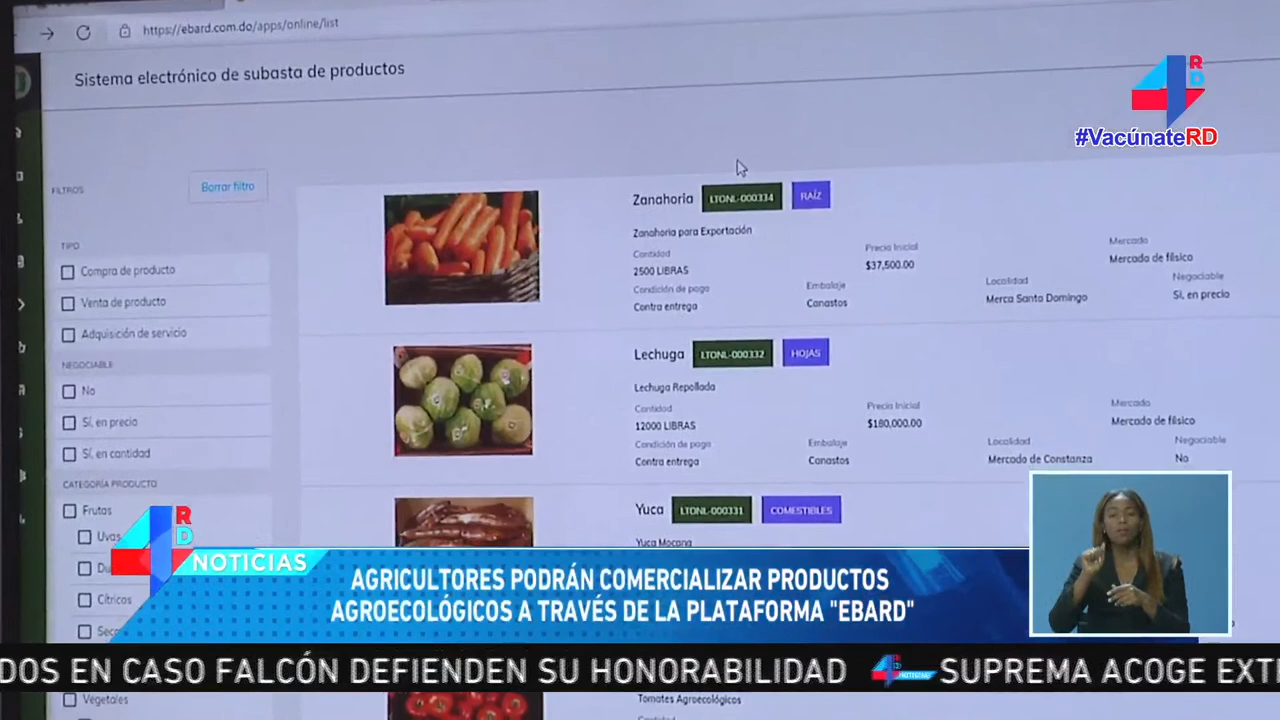 https://ebard.com.do/apps/online/list
Sistema electrónico de subasta de productos
4
RD
#VacúnateRD
FILTROS
Borrar filtro
TIPO
Compra de producto
Venta de producto
Adquisición de servicio
NEGOCIABLE
No
Sí, en precio
Sí, en cantidad
CATEGORÍA PRODUCTO
Frutas
Uvas
Cítricos
Vegetales
Zanahoria LTONL-000334 RAÍZ
Zanahoria para Exportación
Cantidad
2500 LIBRAS
Precio Inicial
$37,500.00
Mercado
Mercado de físico
Condición de pago
Contra entrega
Embalaje
Canastos
Localidad
Merca Santo Domingo
Negociable
Sí, en precio
Lechuga LTONL-000332 HOJAS
Lechuga Repollada
Cantidad
12000 LIBRAS
Precio Inicial
$180,000.00
Mercado
Mercado de físico
Condición de pago
Contra entrega
Embalaje
Canastos
Localidad
Mercado de Constanza
Negociable
No
Yuca LTONL-000331 COMESTIBLES
Yuca Mocana
4
RD
NOTICIAS
AGRICULTORES PODRÁN COMERCIALIZAR PRODUCTOS
AGROECOLÓGICOS A TRAVÉS DE LA PLATAFORMA "EBARD"
DOS EN CASO FALCÓN DEFIENDEN SU HONORABILIDAD 4 NOTICIAS SUPREMA ACOGE EXT
Tomates Agroecológicos